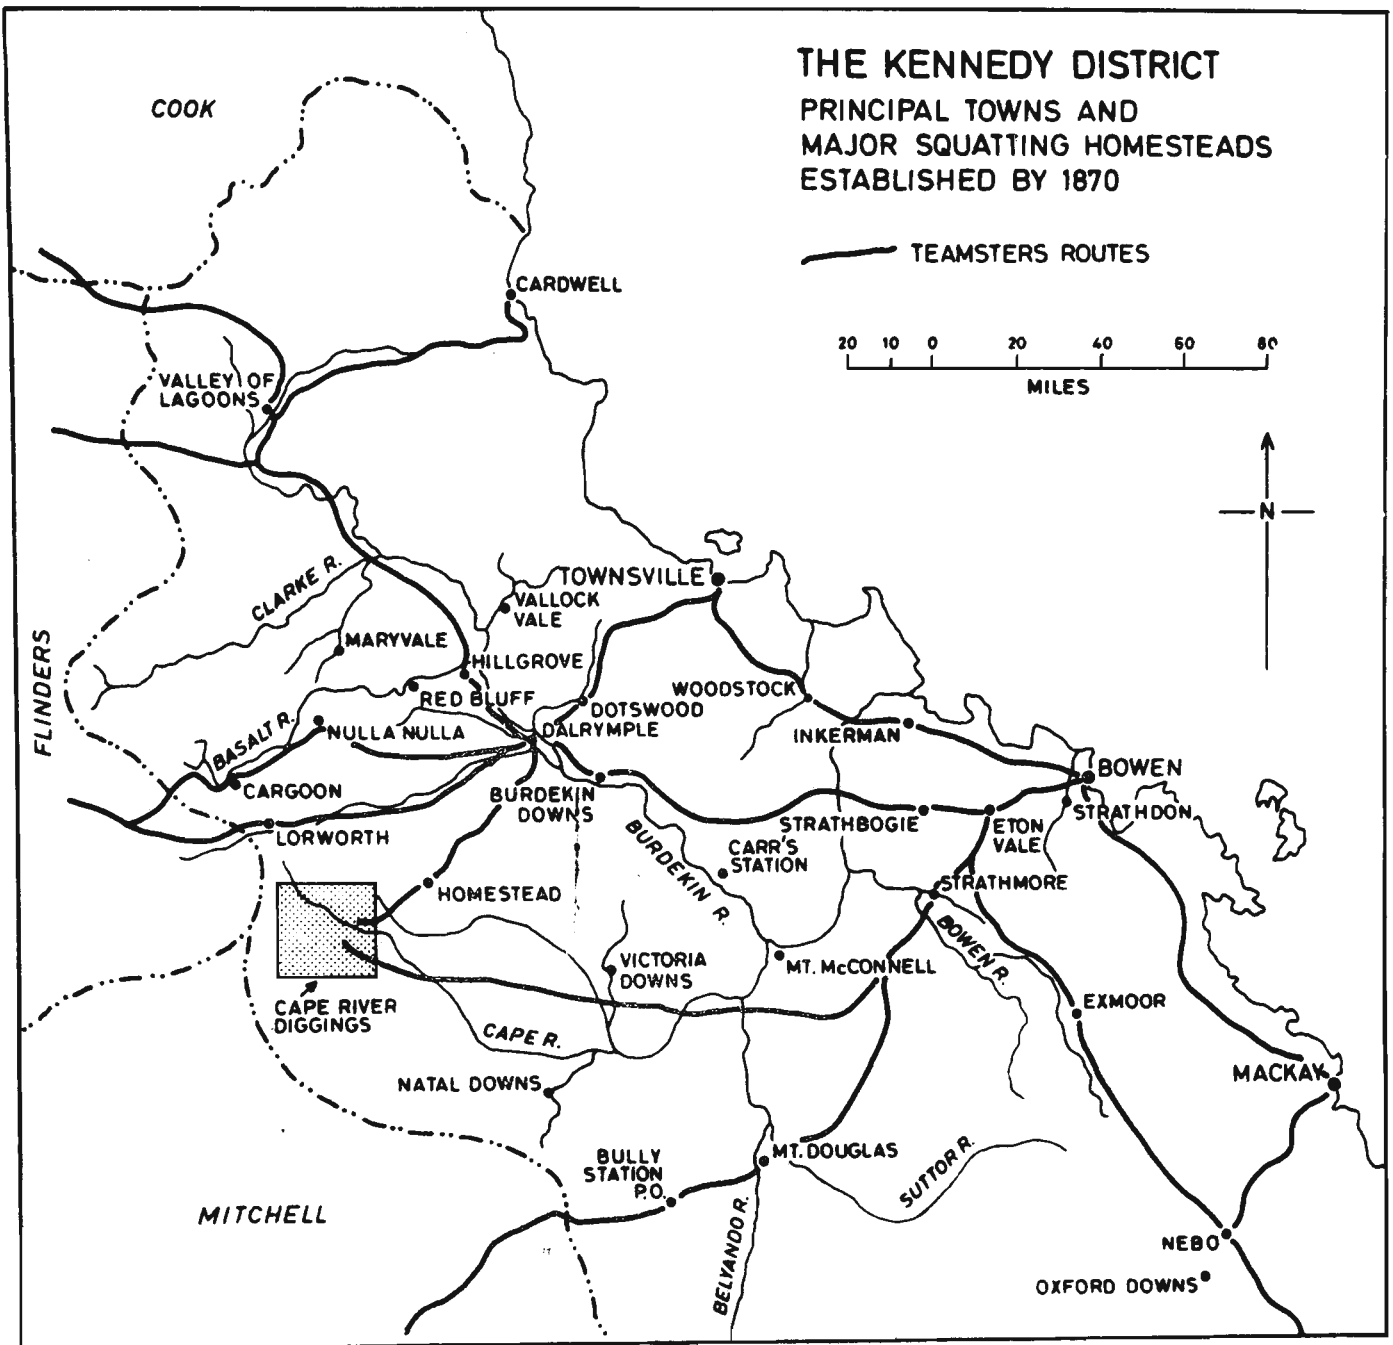 THE KENNEDY DISTRICT
PRINCIPAL TOWNS AND
MAJOR SQUATTING HOMESTEADS
ESTABLISHED BY 1870
TEAMSTERS ROUTES
20 10 0 20 40 60 80
MILES
N
COOK
CARDWELL
VALLEY OF
LAGOONS
CLARKE R.
TOWNSVILLE
VALLOCK
VALE
MARYVALE
HILLGROVE
RED BLUFF
FLINDERS
BASALT R.
NULLA NULLA
DOTSWOOD
DALRYMPLE
WOODSTOCK
INKERMAN
BOWEN
CARGOON
BURDEKIN
DOWNS
STRATHDON
LORWORTH
STRATHBOGIE
ETON
VALE
BURDEKIN R.
CARR'S
STATION
HOMESTEAD
STRATHMORE
BOWEN R.
VICTORIA
DOWNS
MT. McCONNELL
CAPE RIVER
DIGGINGS
EXMOOR
CAPE R.
NATAL DOWNS
MACKAY
BULLY
STATION
P.O.
MT. DOUGLAS
SUTTOR R.
MITCHELL
BELYANDO R.
NEBO
OXFORD DOWNS